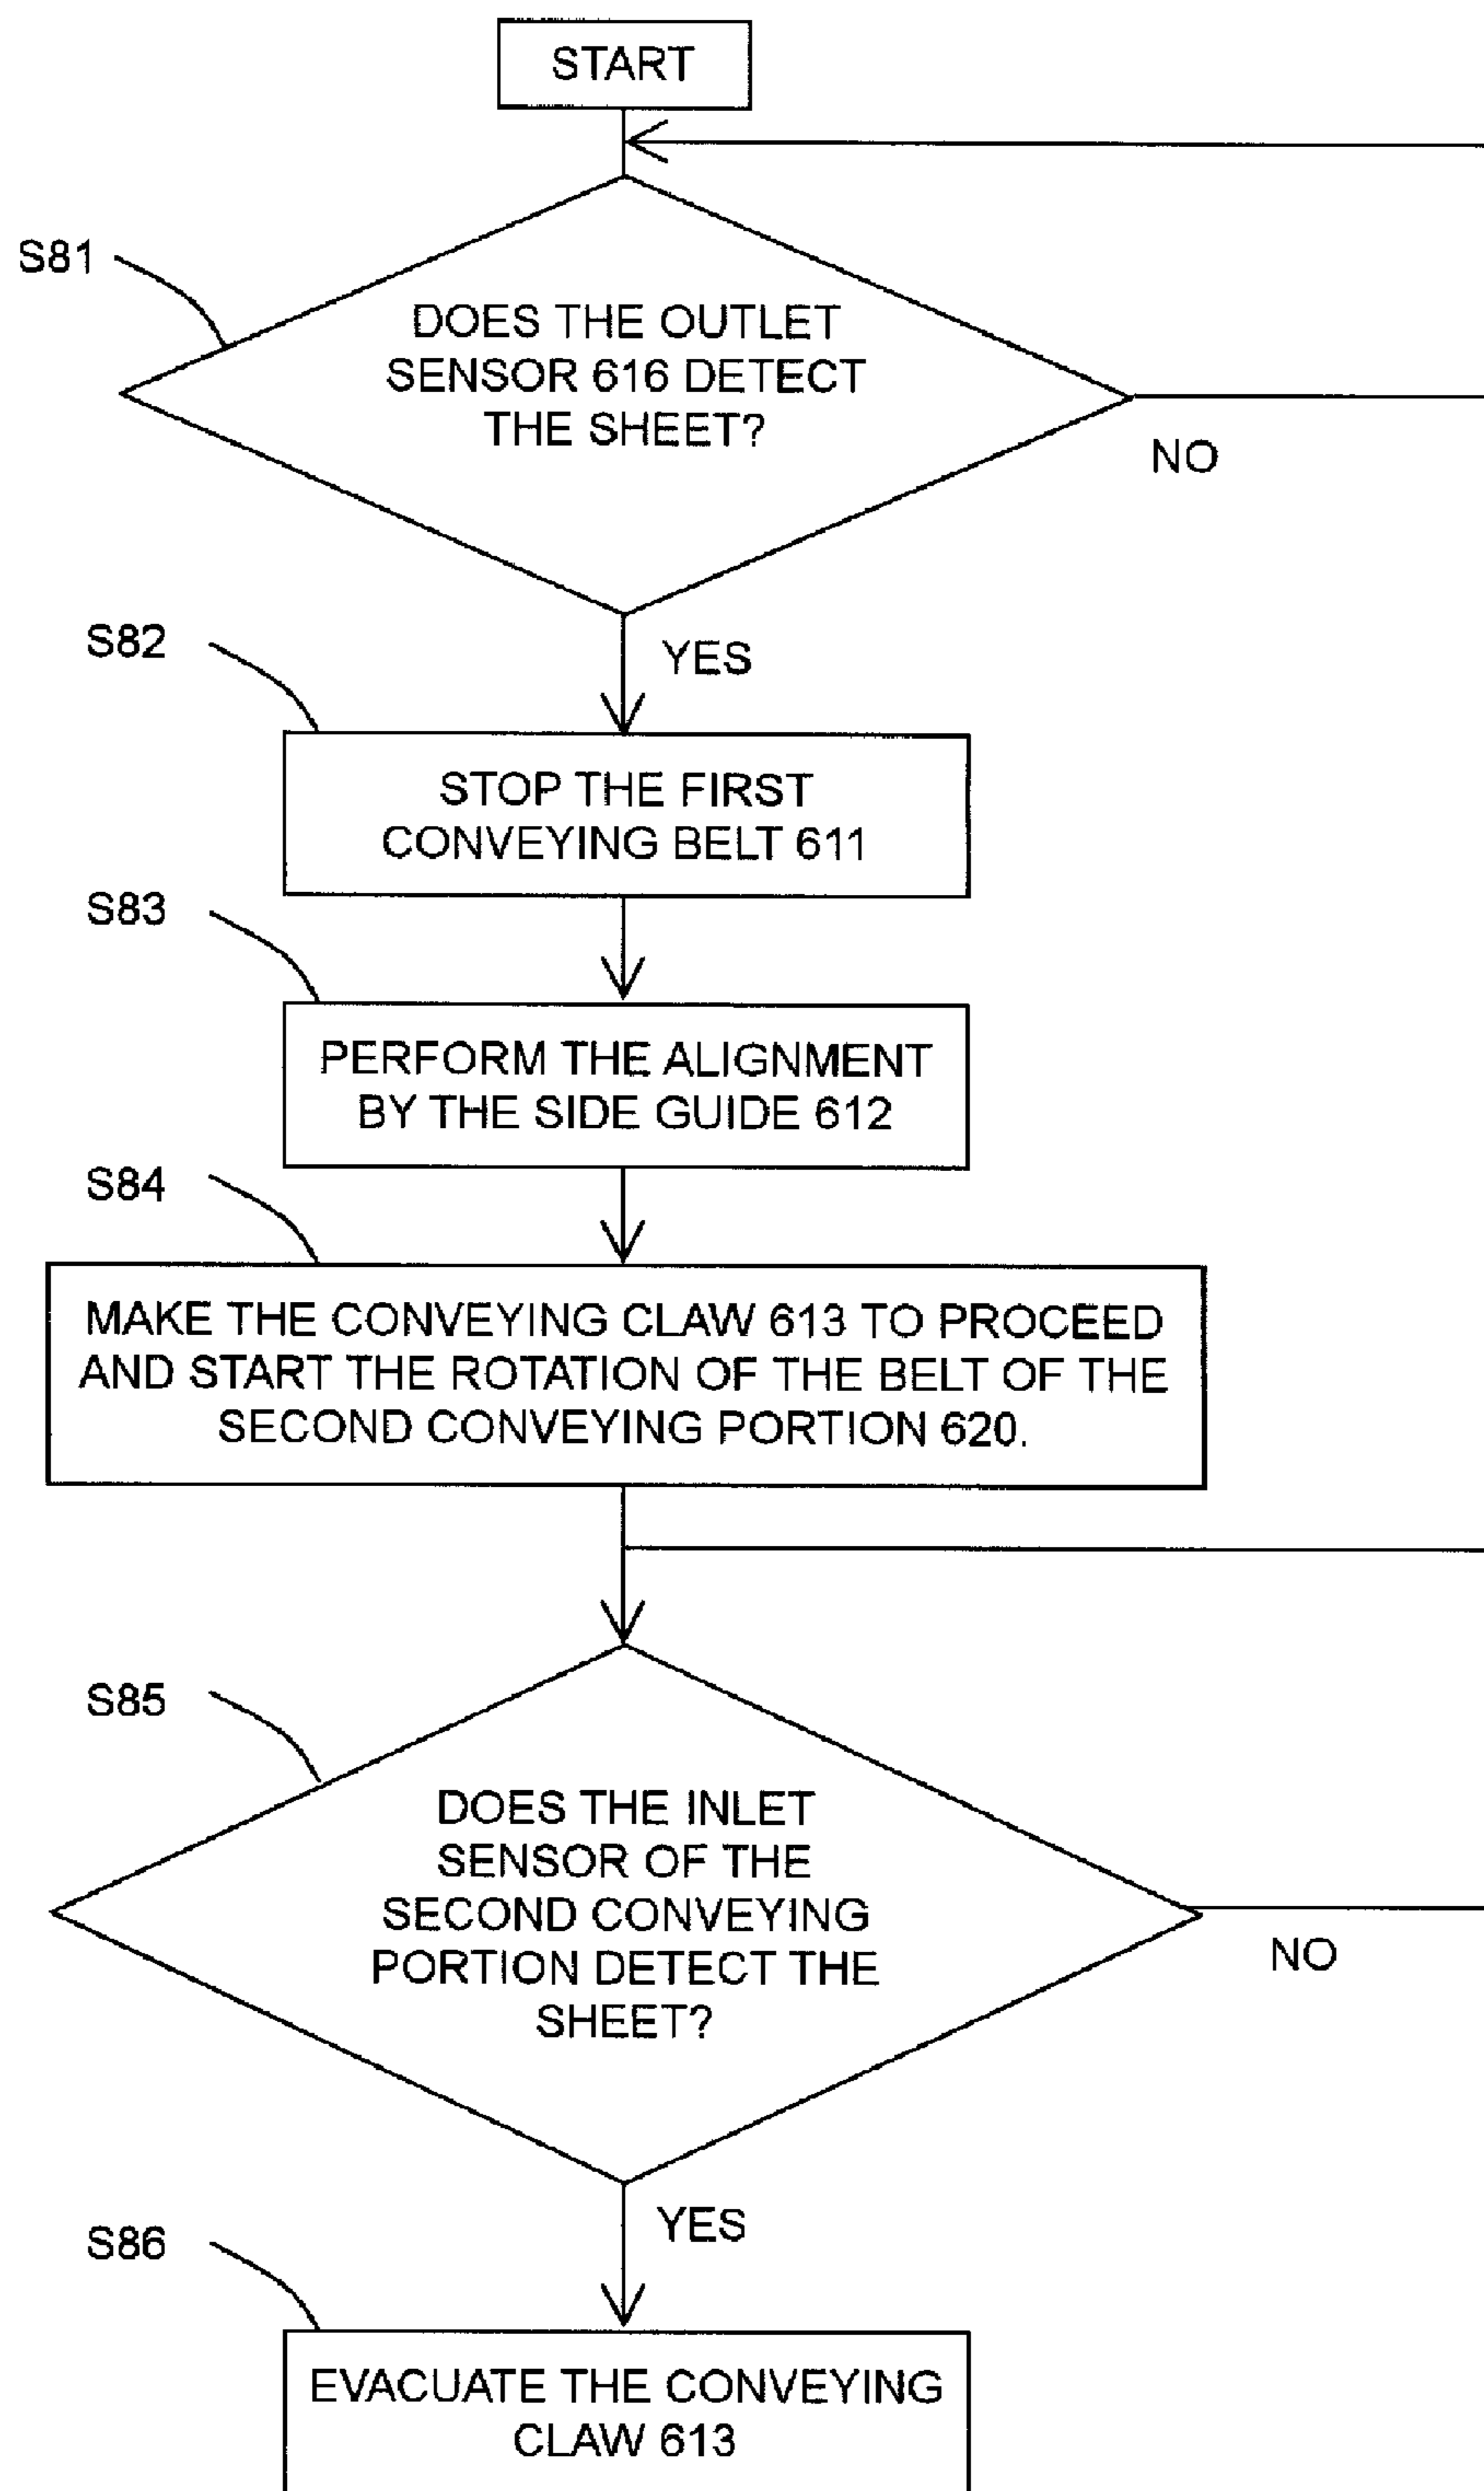 START
S81
DOES THE OUTLET
SENSOR 616 DETECT
THE SHEET?
NO
YES
S82
STOP THE FIRST
CONVEYING BELT 611
S83
PERFORM THE ALIGNMENT
BY THE SIDE GUIDE 612
S84
MAKE THE CONVEYING CLAW 613 TO PROCEED
AND START THE ROTATION OF THE BELT OF THE
SECOND CONVEYING PORTION 620.
S85
DOES THE INLET
SENSOR OF THE
SECOND CONVEYING
PORTION DETECT THE
SHEET?
NO
YES
S86
EVACUATE THE CONVEYING
CLAW 613